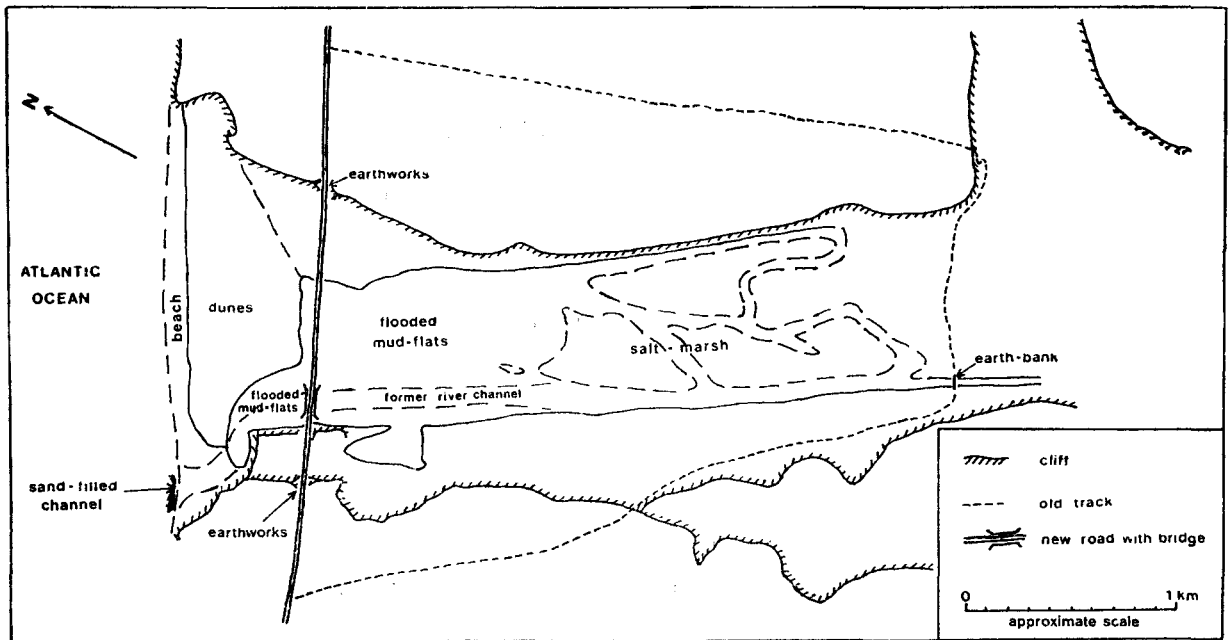 N
earthworks
ATLANTIC
OCEAN
beach
dunes
flooded
mud-flats
salt-marsh
earth-bank
flooded
mud-flats
former river channel
sand-filled
channel
earthworks
cliff
old track
new road with bridge
0 1 km
approximate scale